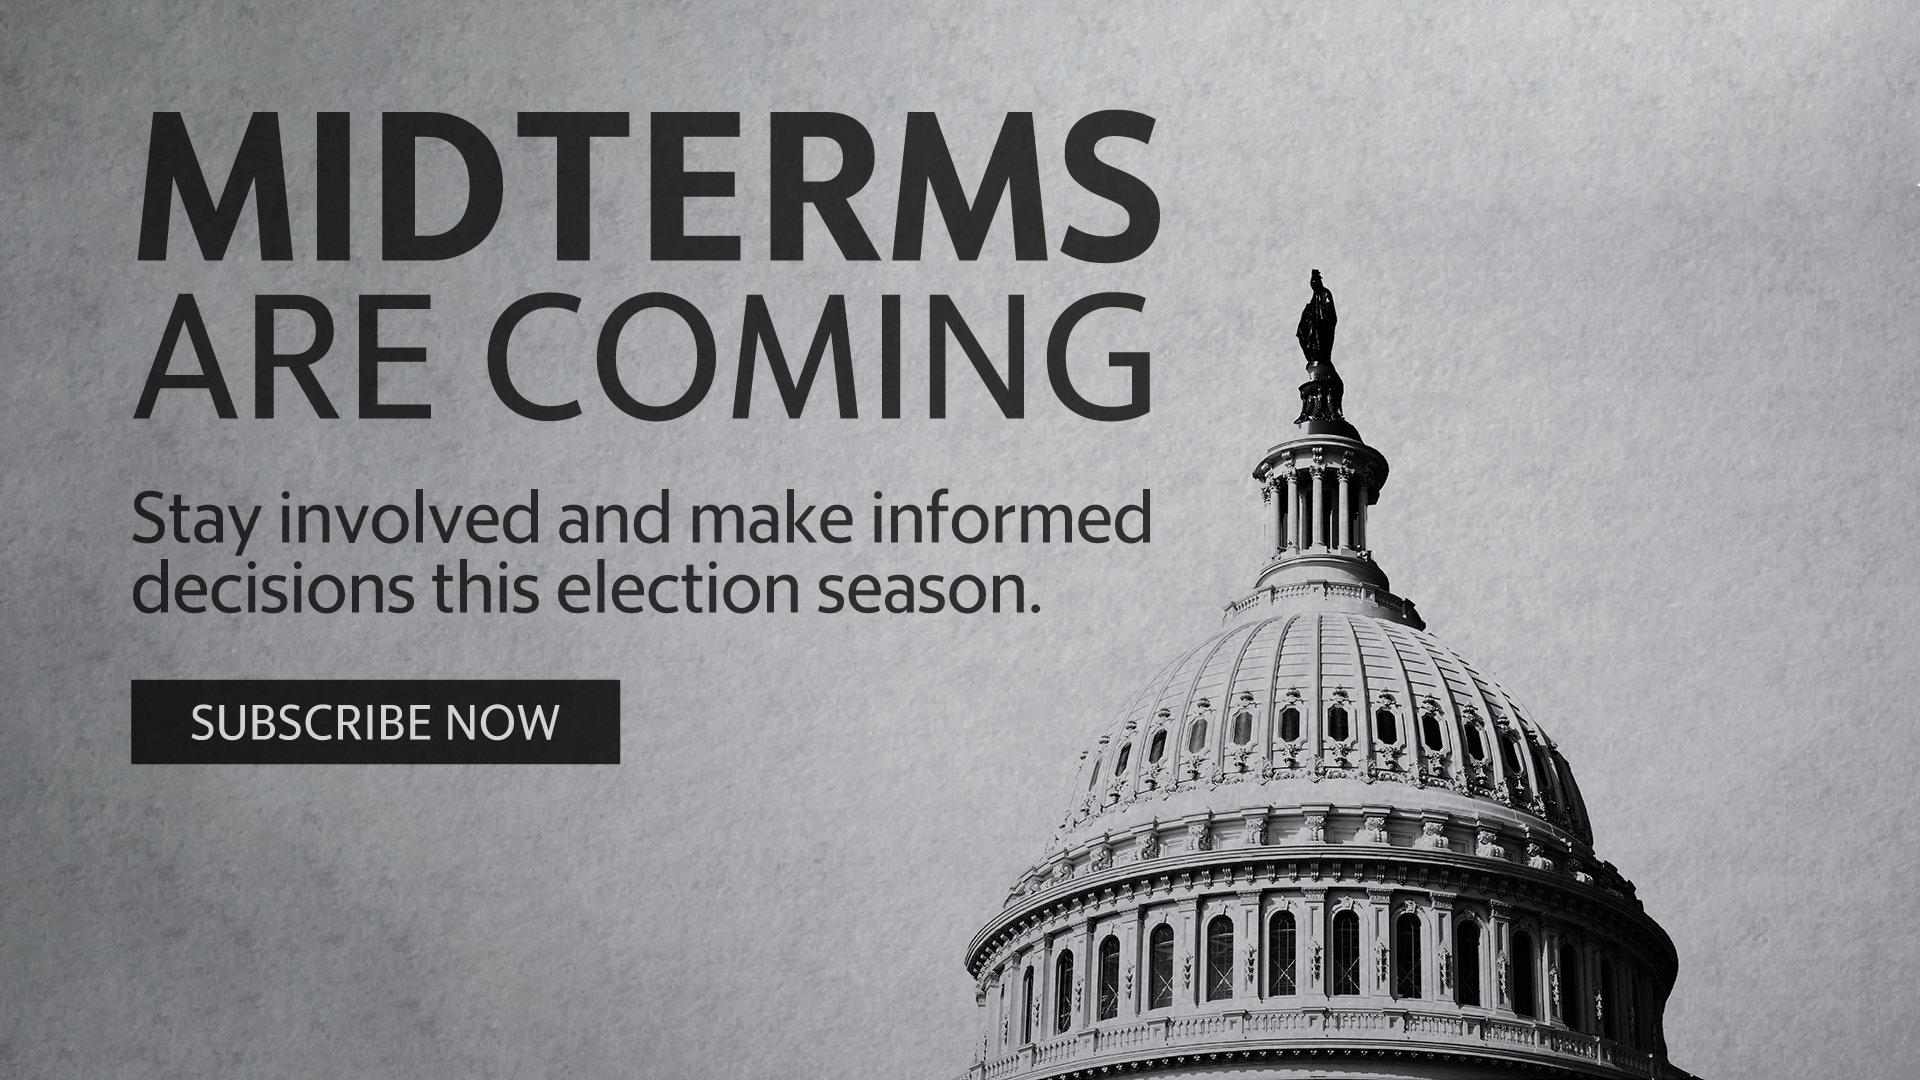 MIDTERMS
ARE COMING
Stay involved and make informed
decisions this election season.
SUBSCRIBE NOW